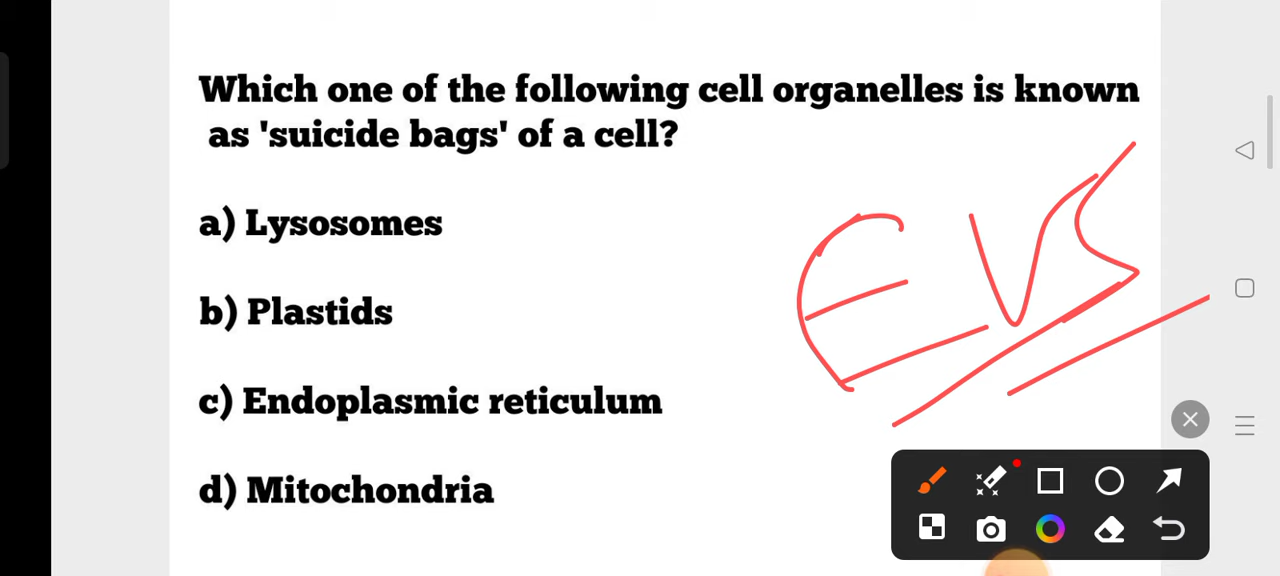 Which one of the following cell organelles is known
as 'suicide bags' of a cell?
a) Lysosomes
EVS
b) Plastids
c) Endoplasmic reticulum
d) Mitochondria